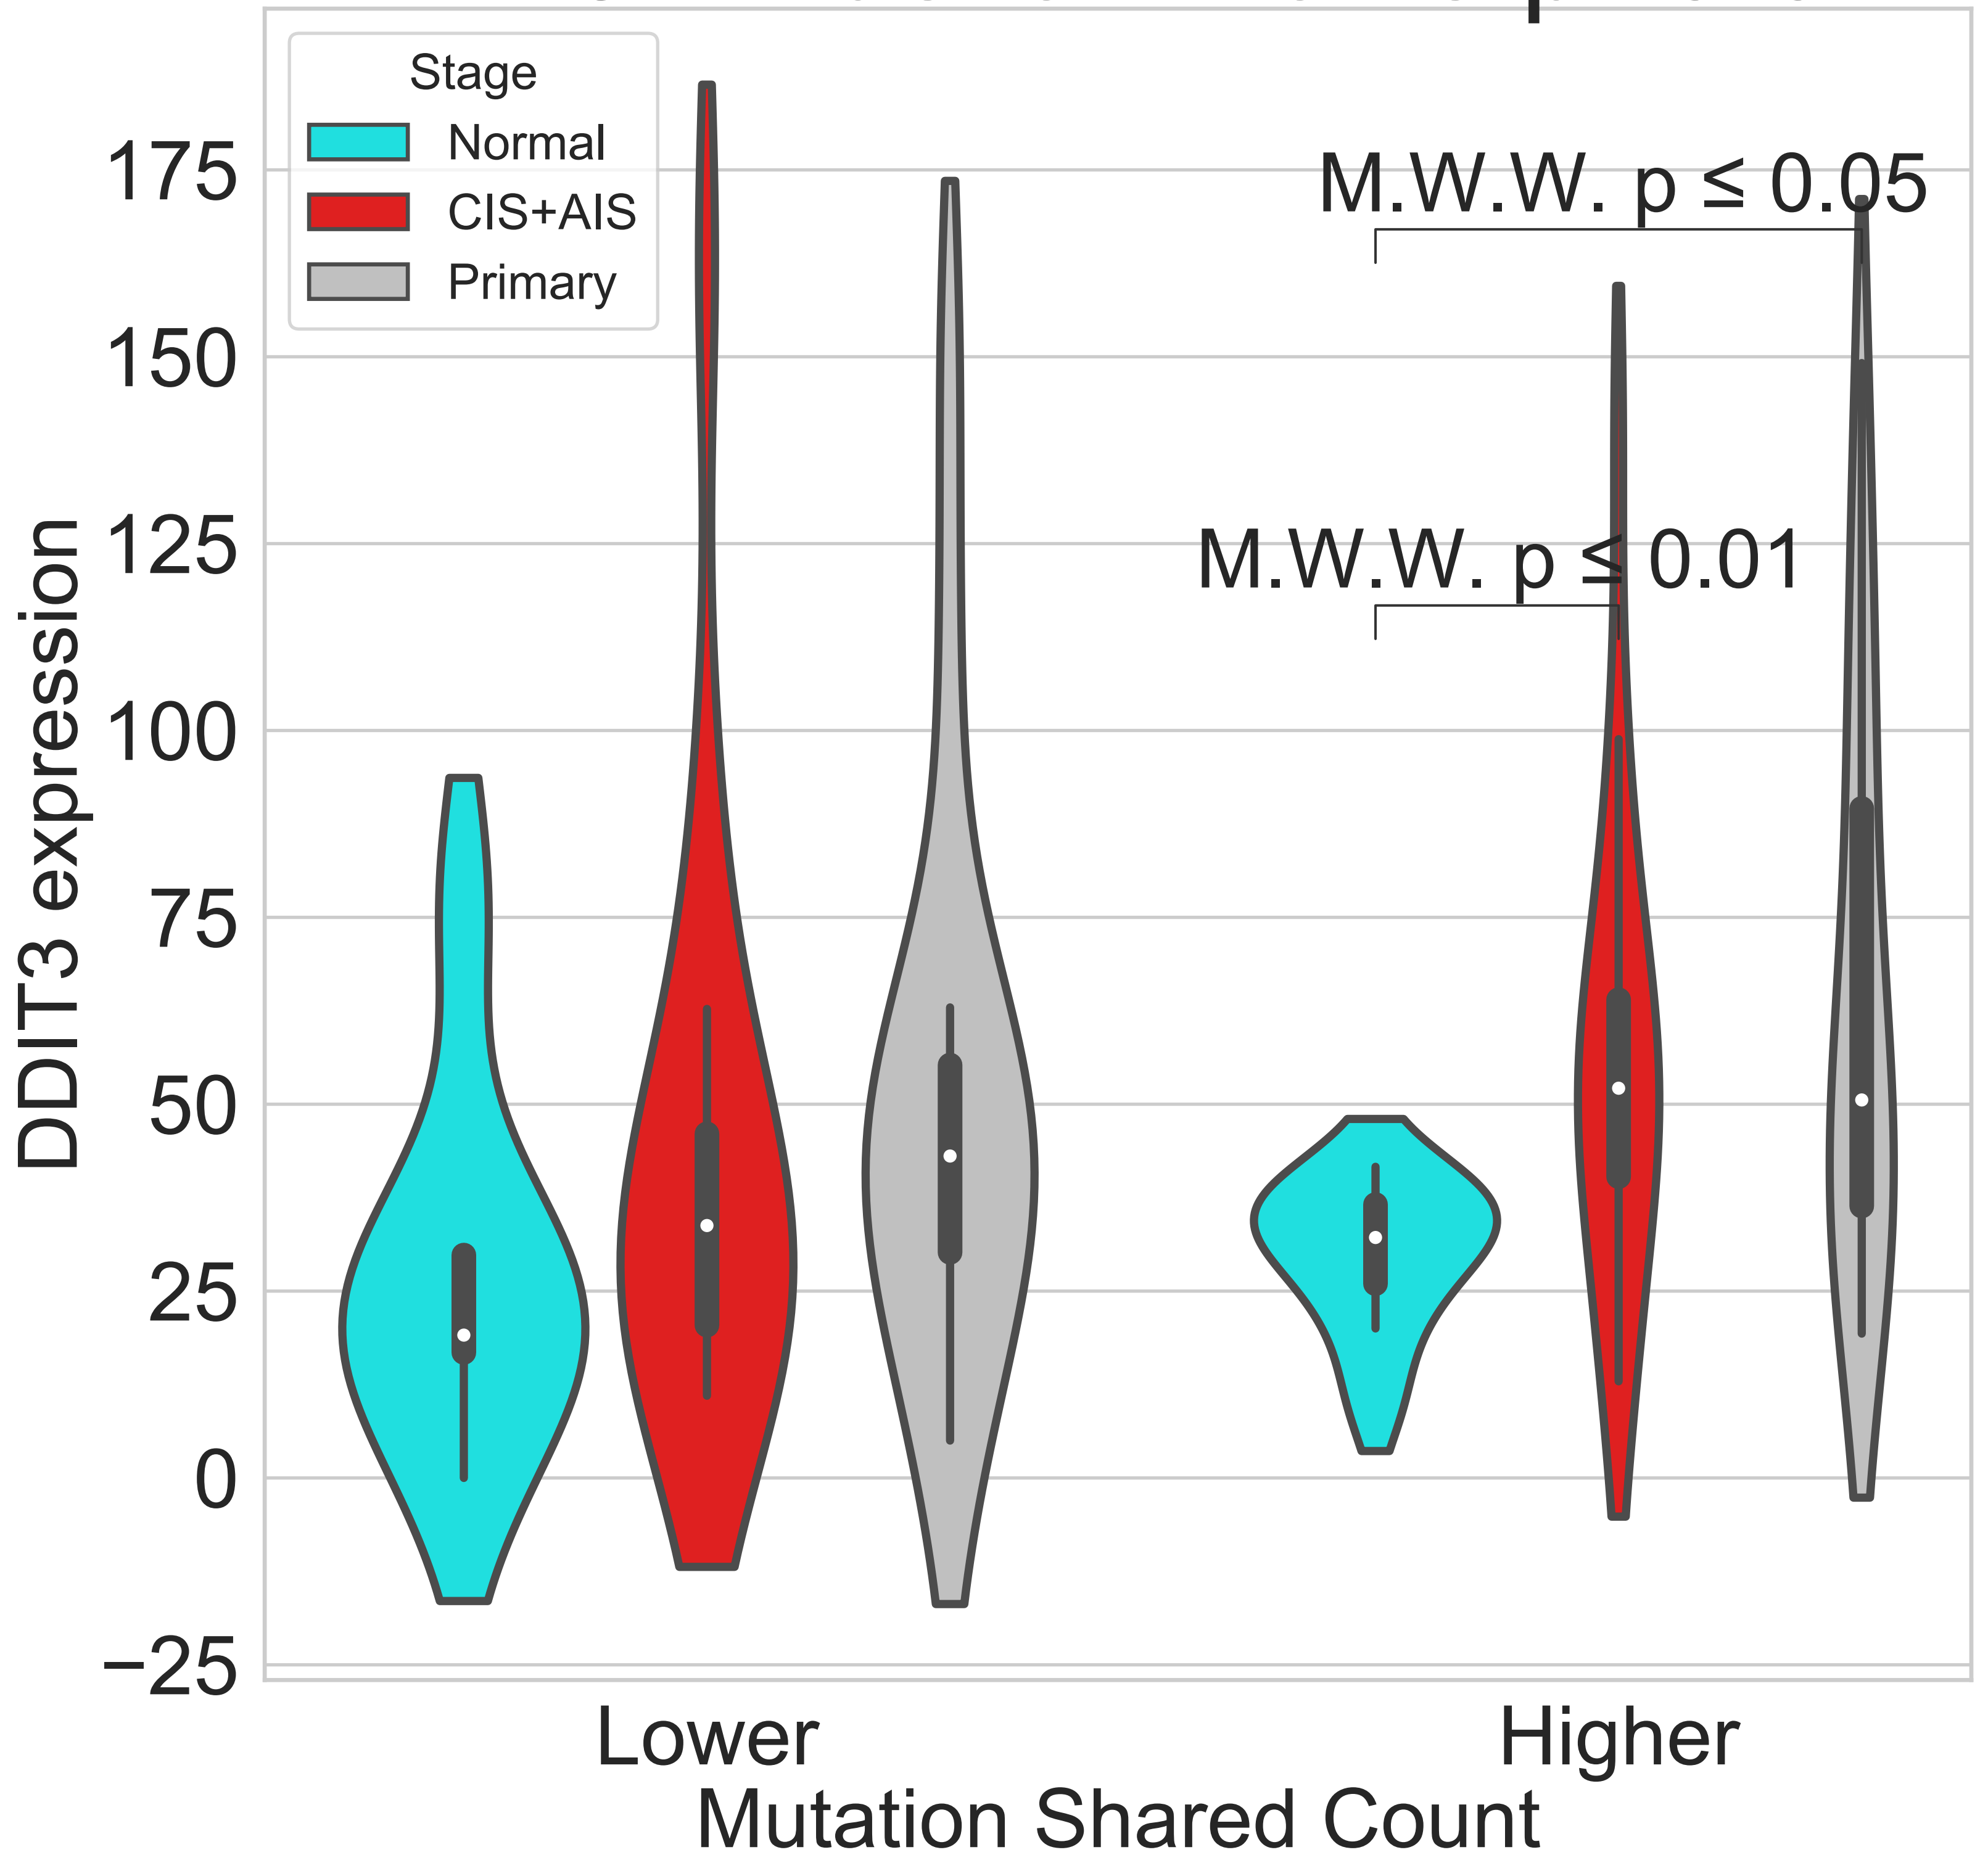 Stage
Normal
CIS+AIS
Primary
M.W.W. p ≤ 0.05
M.W.W. p ≤ 0.01
DDIT3 expression
175
150
125
100
75
50
25
0
−25
Lower
Higher
Mutation Shared Count